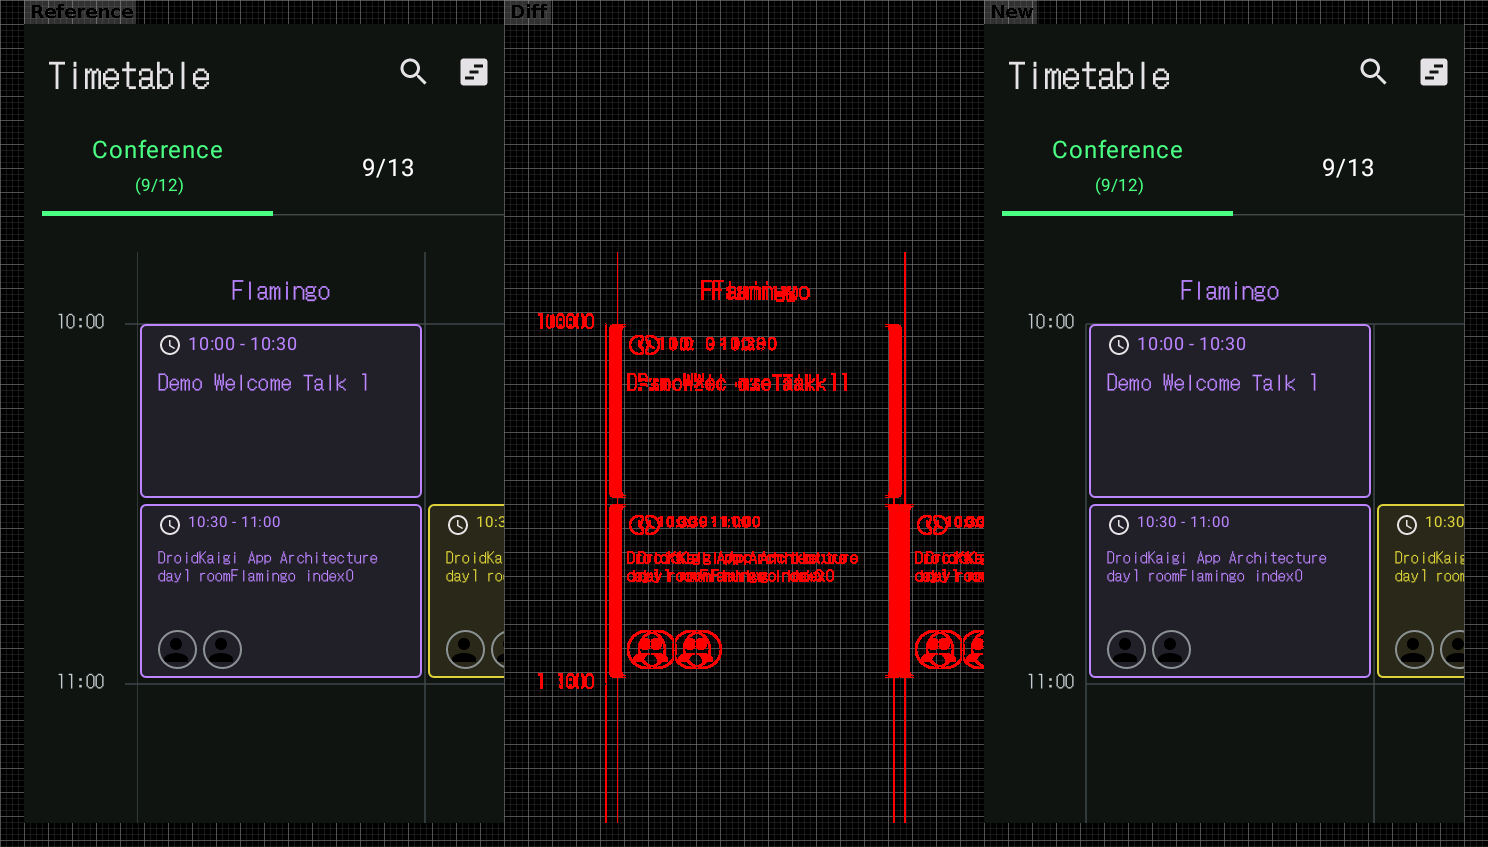 Reference
Timetable
Conference
(9/12)
9/13
Flamingo
10:00
10:00 - 10:30
Demo Welcome Talk 1
10:30 - 11:00
DroidKaigi App Architecture
day1 roomFlamingo index0
10:3
DroidKa
day1 ro
11:00
Diff
New
Timetable
Conference
(9/12)
9/13
Flamingo
10:00
10:00 - 10:30
Demo Welcome Talk 1
10:30 - 11:00
DroidKaigi App Architecture
day1 roomFlamingo index0
10:30
DroidKaig
day1 room
11:00